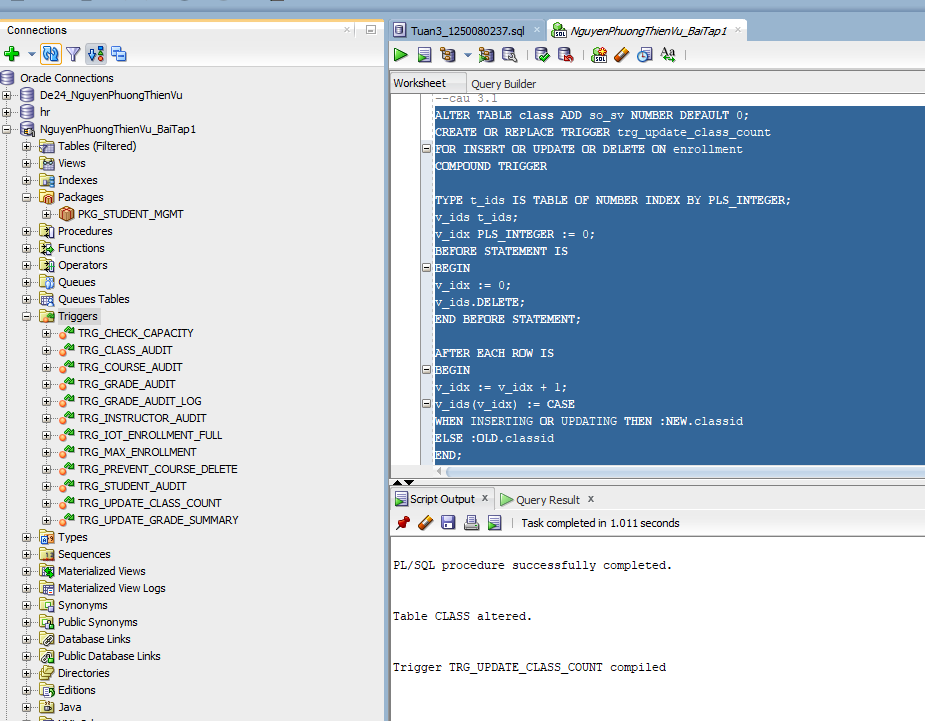 Connections
Oracle Connections
De24_NguyenPhuongThienVu
hr
NguyenPhuongThienVu_BaiTap1
Tables (Filtered)
Views
Indexes
Packages
PKG_STUDENT_MGMT
Procedures
Functions
Operators
Queues
Queues Tables
Triggers
TRG_CHECK_CAPACITY
TRG_CLASS_AUDIT
TRG_COURSE_AUDIT
TRG_GRADE_AUDIT
TRG_GRADE_AUDIT_LOG
TRG_INSTRUCTOR_AUDIT
TRG_IOT_ENROLLMENT_FULL
TRG_MAX_ENROLLMENT
TRG_PREVENT_COURSE_DELETE
TRG_STUDENT_AUDIT
TRG_UPDATE_CLASS_COUNT
TRG_UPDATE_GRADE_SUMMARY
Types
Sequences
Materialized Views
Materialized View Logs
Synonyms
Public Synonyms
Database Links
Public Database Links
Directories
Editions
Java
Tuan3_1250080237.sql
NguyenPhuongThienVu_BaiTap1
Worksheet
Query Builder
--cau 3.1
ALTER TABLE class ADD so_sv NUMBER DEFAULT 0;
CREATE OR REPLACE TRIGGER trg_update_class_count
FOR INSERT OR UPDATE OR DELETE ON enrollment
COMPOUND TRIGGER
TYPE t_ids IS TABLE OF NUMBER INDEX BY PLS_INTEGER;
v_ids t_ids;
v_idx PLS_INTEGER := 0;
BEFORE STATEMENT IS
BEGIN
v_idx := 0;
v_ids.DELETE;
END BEFORE STATEMENT;
AFTER EACH ROW IS
BEGIN
v_idx := v_idx + 1;
v_ids(v_idx) := CASE
WHEN INSERTING OR UPDATING THEN :NEW.classid
ELSE :OLD.classid
END;
Script Output
Query Result
Task completed in 1.011 seconds
PL/SQL procedure successfully completed.
Table CLASS altered.
Trigger TRG_UPDATE_CLASS_COUNT compiled